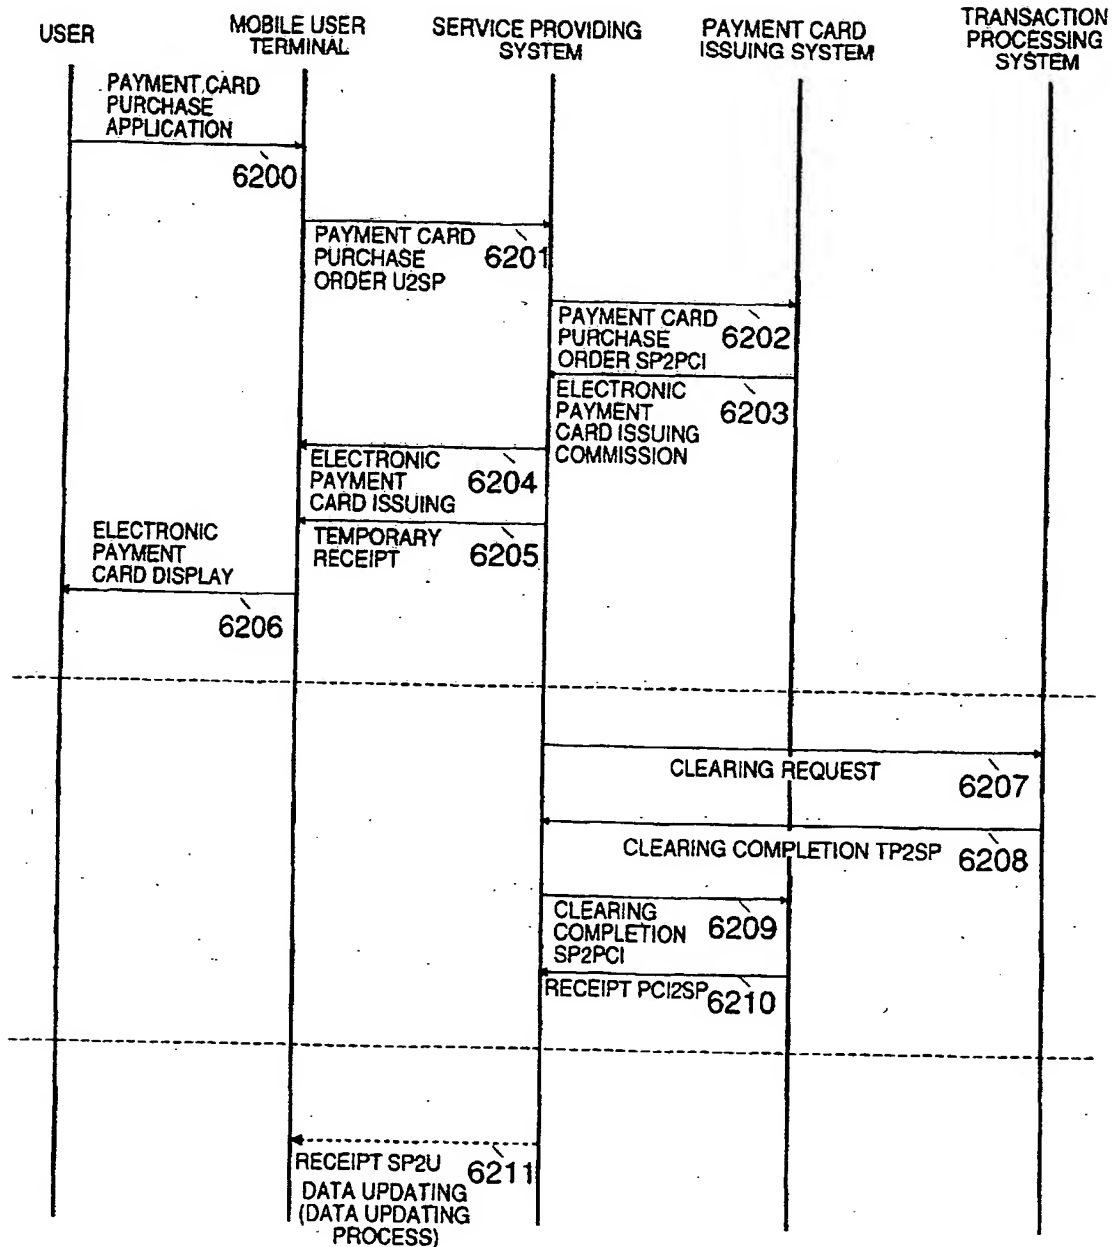 USER
MOBILE USER
TERMINAL
SERVICE PROVIDING
SYSTEM
PAYMENT CARD
ISSUING SYSTEM
TRANSACTION
PROCESSING
SYSTEM
PAYMENT CARD
PURCHASE
APPLICATION
6200
PAYMENT CARD
PURCHASE
ORDER U2SP
6201
PAYMENT CARD
PURCHASE
ORDER SP2PCI
6202
ELECTRONIC
PAYMENT
CARD ISSUING
COMMISSION
6203
ELECTRONIC
PAYMENT
CARD ISSUING
6204
TEMPORARY
RECEIPT
6205
ELECTRONIC
PAYMENT
CARD DISPLAY
6206
CLEARING REQUEST
6207
CLEARING COMPLETION TP2SP
6208
CLEARING
COMPLETION
SP2PCI
6209
RECEIPT PCI2SP
6210
RECEIPT SP2U
6211
DATA UPDATING
(DATA UPDATING
PROCESS)